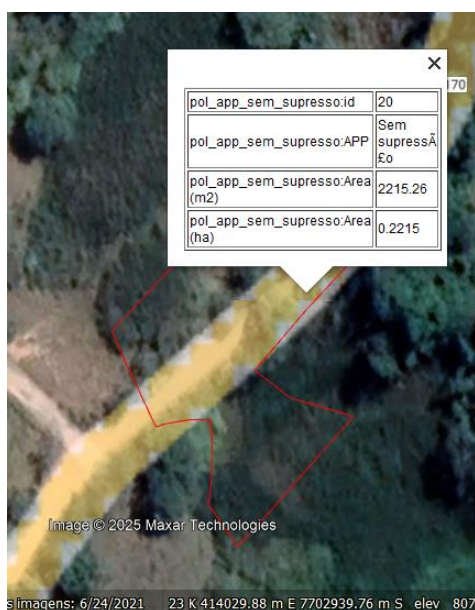 170
pol_app_sem_supresso:id 20
pol_app_sem_supresso:APP Sem
supressÃ
£o
pol_app_sem_supresso:Area
(m2) 2215.26
pol_app_sem_supresso:Area
(ha) 0.2215
Image © 2025 Maxar Technologies
s imagens: 6/24/2021 23 K 414029.88 m E 7702939.76 m S elev 807